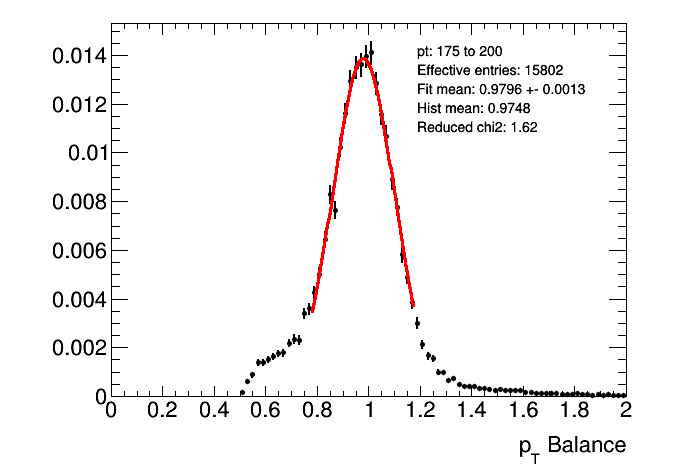 0.014
0.012
0.01
0.008
0.006
0.004
0.002
0
pt: 175 to 200
Effective entries: 15802
Fit mean: 0.9796 +- 0.0013
Hist mean: 0.9748
Reduced chi2: 1.62
0 0.2 0.4 0.6 0.8 1 1.2 1.4 1.6 1.8 2
pT Balance